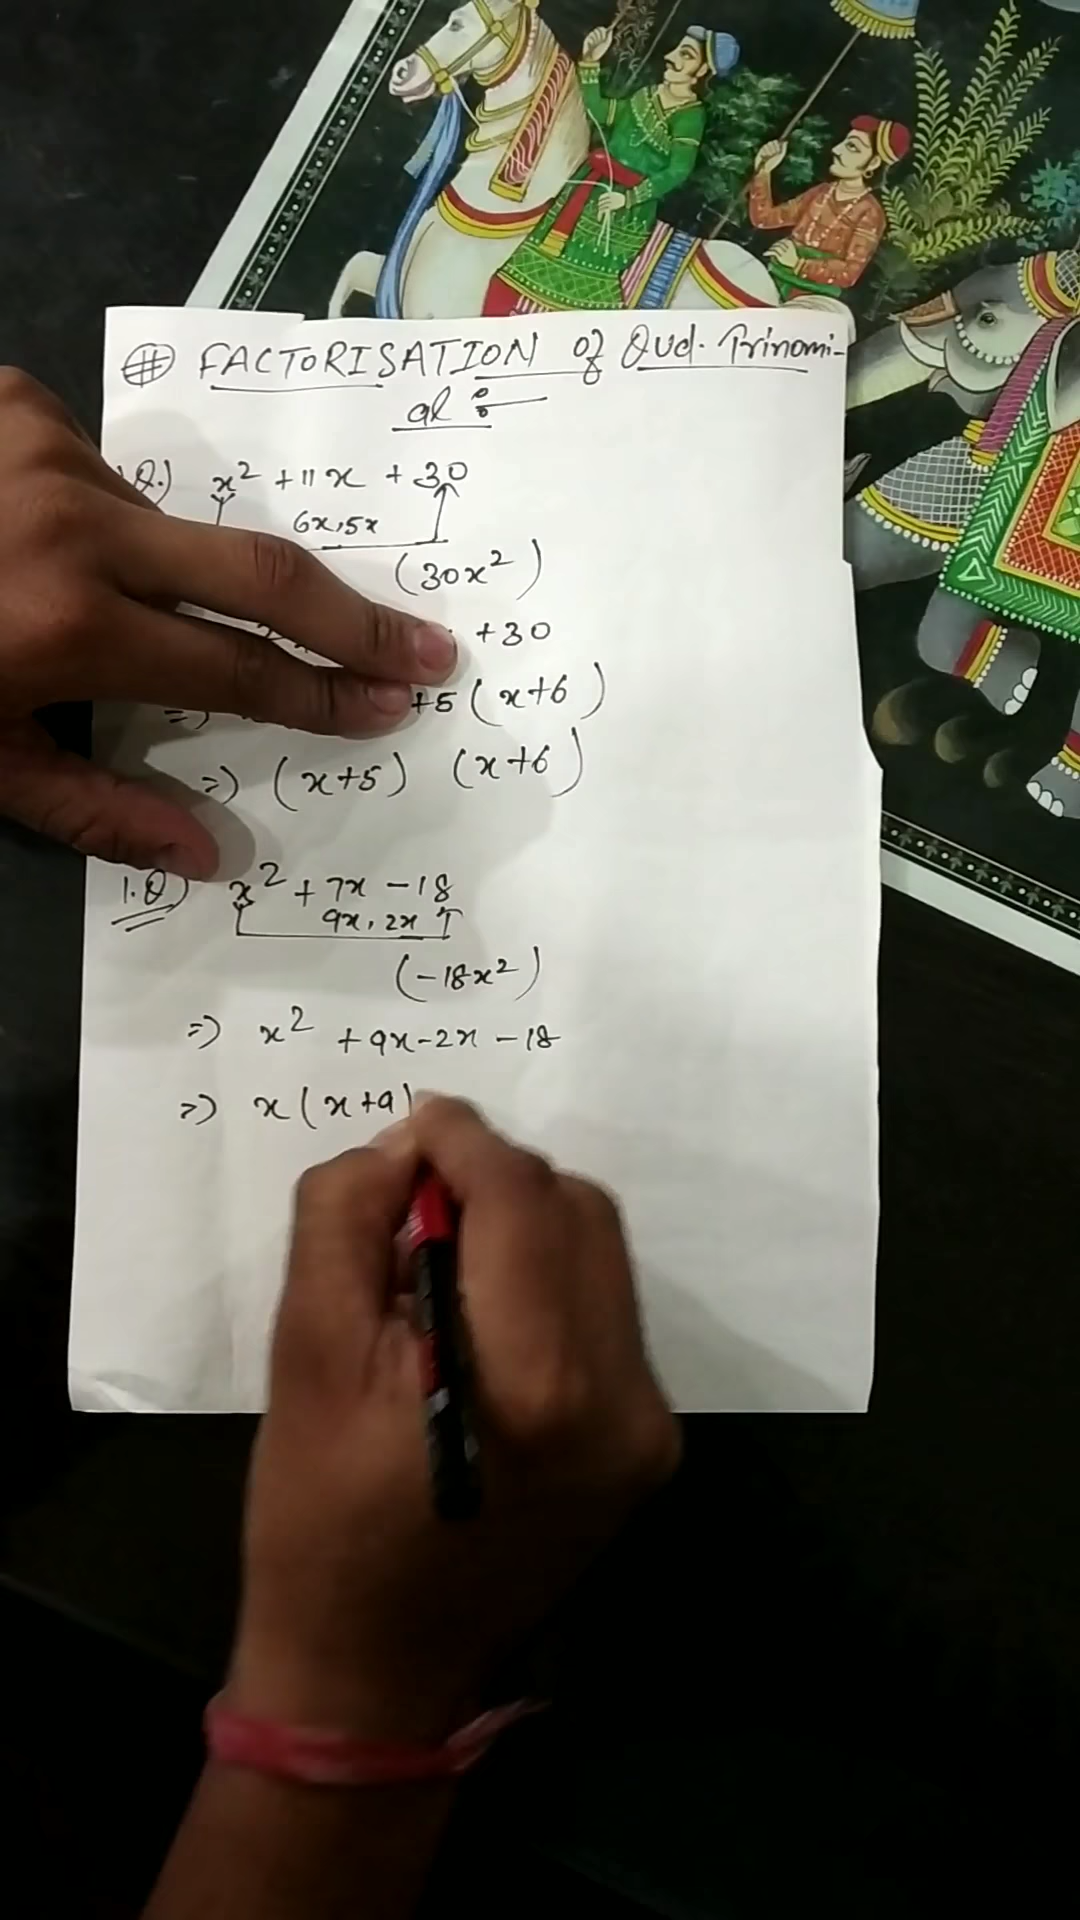 # FACTORISATION of Qud. Trinomi-
al :-
Q.) x² + 11x + 30
6x, 5x
(30x²)
+30
=) +5 (x+6)
=) (x+5) (x+6)
1.Q) x² + 7x - 18
9x, 2x
(-18x²)
=) x² + 9x - 2x - 18
=) x(x+9)